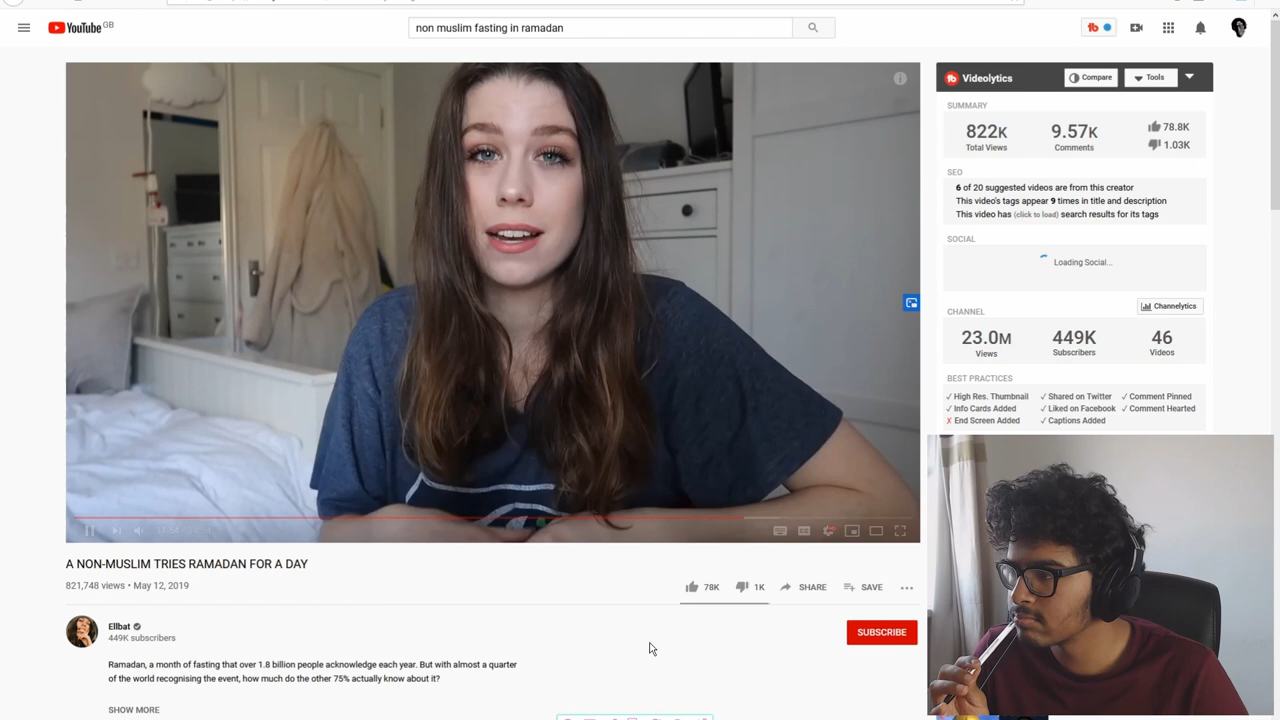 YouTube GB
non muslim fasting in ramadan
Videolytics
Compare
Tools
SUMMARY
822K
Total Views
9.57K
Comments
78.8K
1.03K
SEO
6 of 20 suggested videos are from this creator
This video's tags appear 9 times in title and description
This video has (click to load) search results for its tags
SOCIAL
Loading Social...
CHANNEL
Channelytics
23.0M
Views
449K
Subscribers
46
Videos
BEST PRACTICES
✓ High Res. Thumbnail ✓ Shared on Twitter ✓ Comment Pinned
✓ Info Cards Added ✓ Liked on Facebook ✓ Comment Hearted
X End Screen Added ✓ Captions Added
A NON-MUSLIM TRIES RAMADAN FOR A DAY
821,748 views • May 12, 2019
78K
1K
SHARE
SAVE
Ellbat
449K subscribers
SUBSCRIBE
Ramadan, a month of fasting that over 1.8 billion people acknowledge each year. But with almost a quarter
of the world recognising the event, how much do the other 75% actually know about it?
SHOW MORE